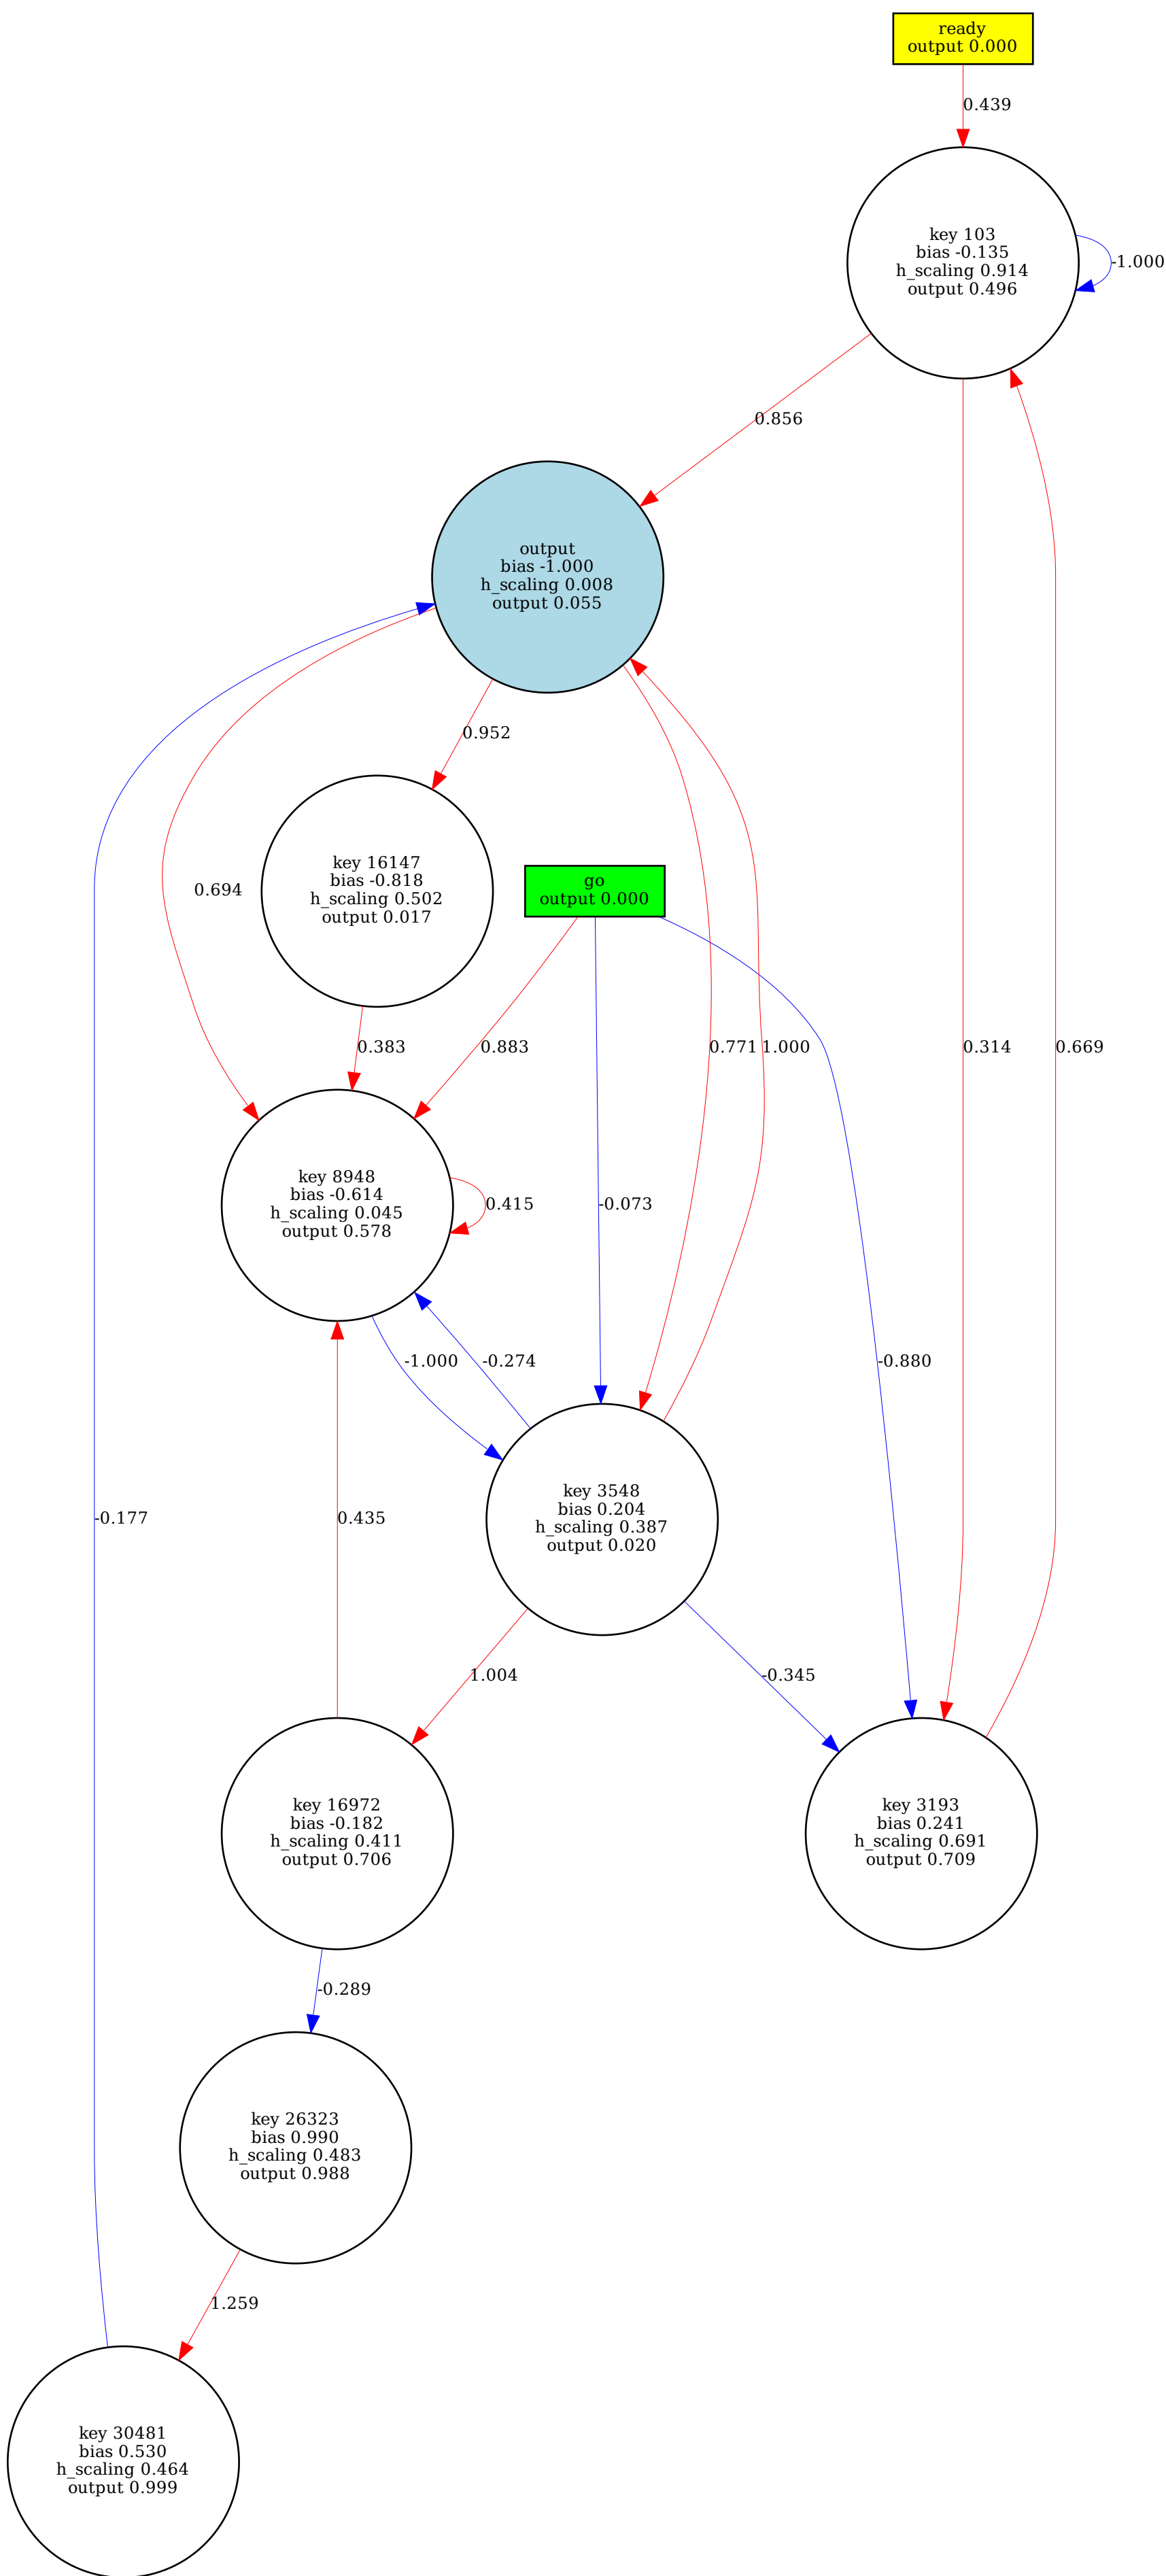 ready
output 0.000
0.439
key 103
bias -0.135
h_scaling 0.914
output 0.496
-1.000
0.856
output
bias -1.000
h_scaling 0.008
output 0.055
0.952
key 16147
bias -0.818
h_scaling 0.502
output 0.017
go
output 0.000
0.694
0.383
0.883
0.771
1.000
0.314
0.669
key 8948
bias -0.614
h_scaling 0.045
output 0.578
0.415
-0.073
-1.000
-0.274
-0.880
key 3548
bias 0.204
h_scaling 0.387
output 0.020
-0.177
0.435
1.004
-0.345
key 16972
bias -0.182
h_scaling 0.411
output 0.706
key 3193
bias 0.241
h_scaling 0.691
output 0.709
-0.289
key 26323
bias 0.990
h_scaling 0.483
output 0.988
1.259
key 30481
bias 0.530
h_scaling 0.464
output 0.999